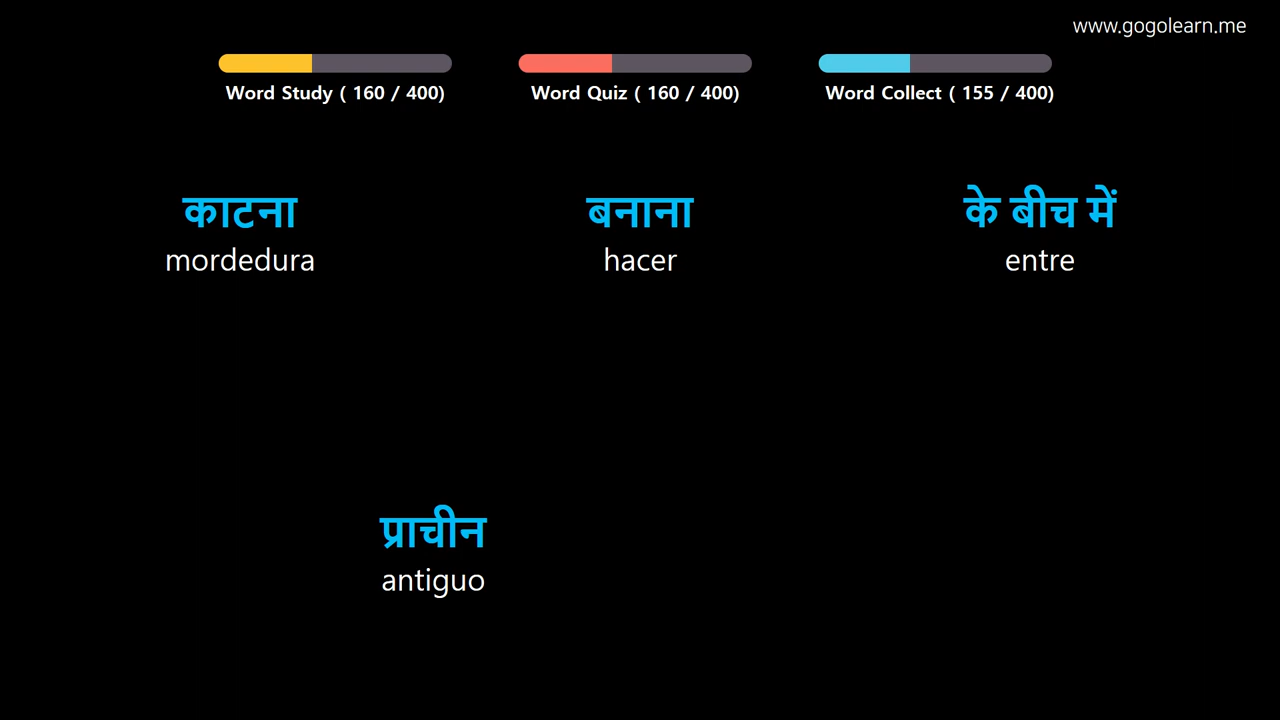 www.gogolearn.me
Word Study ( 160 / 400)
Word Quiz ( 160 / 400)
Word Collect ( 155 / 400)
काटना
mordedura
बनाना
hacer
के बीच में
entre
प्राचीन
antiguo